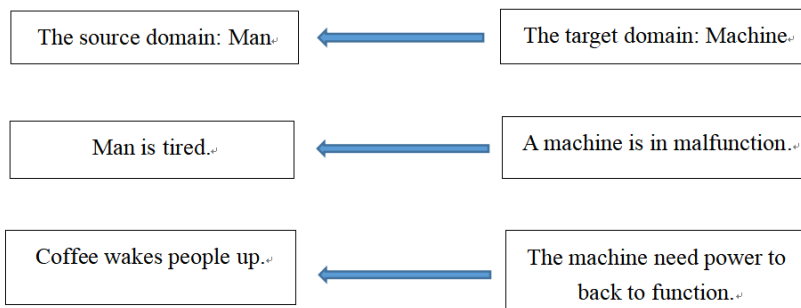 The source domain: Man
The target domain: Machine
Man is tired.
A machine is in malfunction.
Coffee wakes people up.
The machine need power to
back to function.